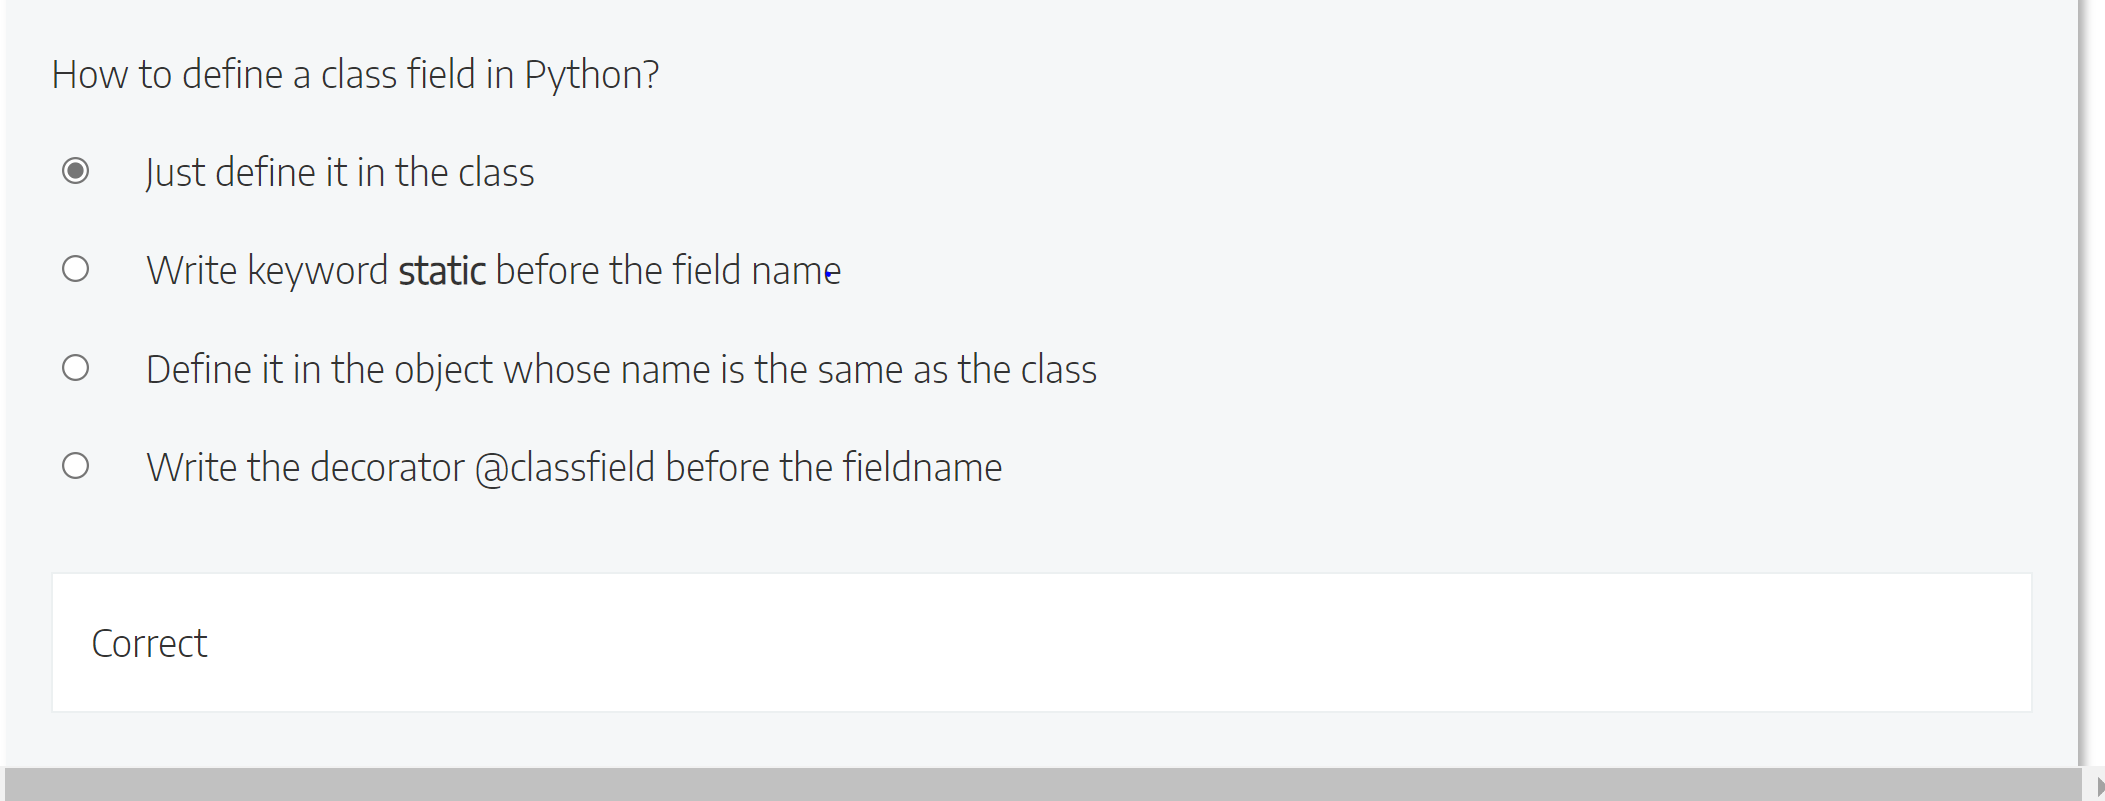 How to define a class field in Python?
Just define it in the class
Write keyword static before the field name
Define it in the object whose name is the same as the class
Write the decorator @classfield before the fieldname
Correct